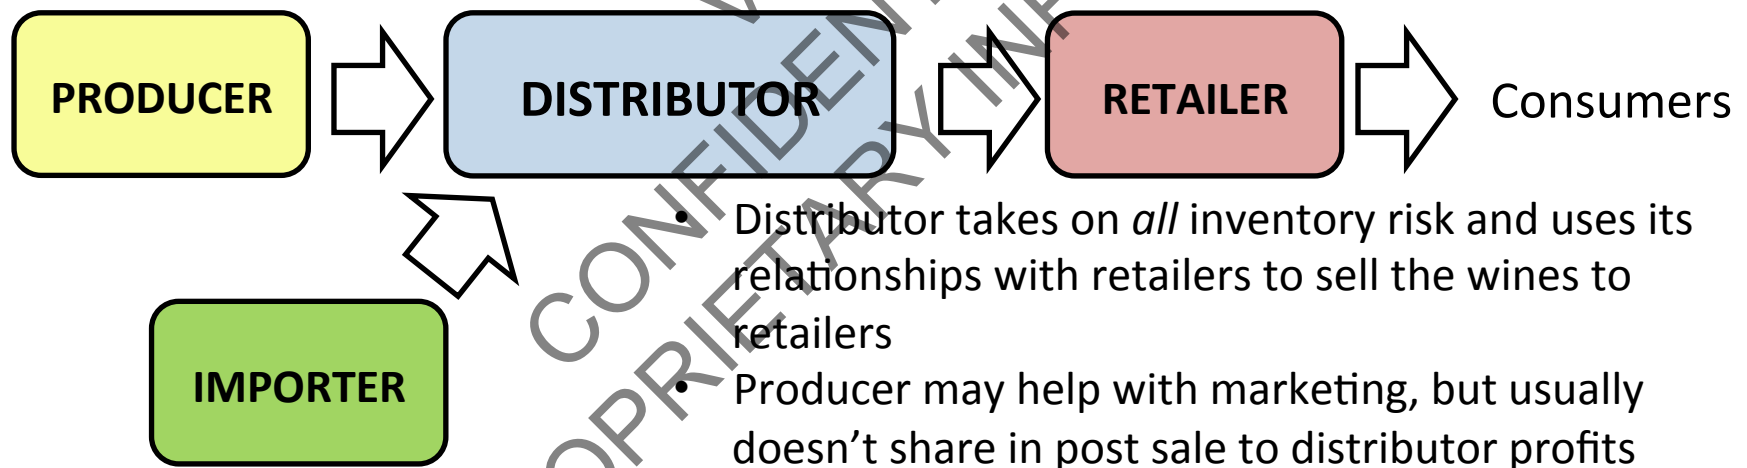 PRODUCER
DISTRIBUTOR
RETAILER
Consumers
• Distributor takes on all inventory risk and uses its
relationships with retailers to sell the wines to
retailers
IMPORTER
• Producer may help with marketing, but usually
doesn’t share in post sale to distributor profits